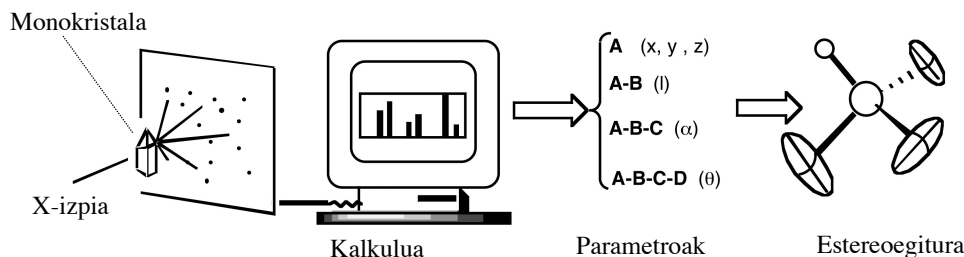 Monokristala
X-izpia
Kalkulua
A (x, y , z)
A-B (l)
A-B-C (α)
A-B-C-D (θ)
Parametroak
Estereoegitura